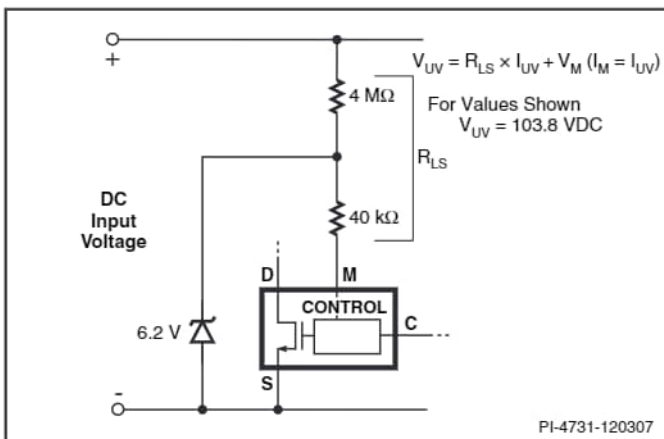 +
V_UV = R_LS × I_UV + V_M (I_M = I_UV)
4 MΩ
For Values Shown
V_UV = 103.8 VDC
R_LS
DC
Input
Voltage
40 kΩ
D
M
CONTROL
C
6.2 V
S
-
PI-4731-120307